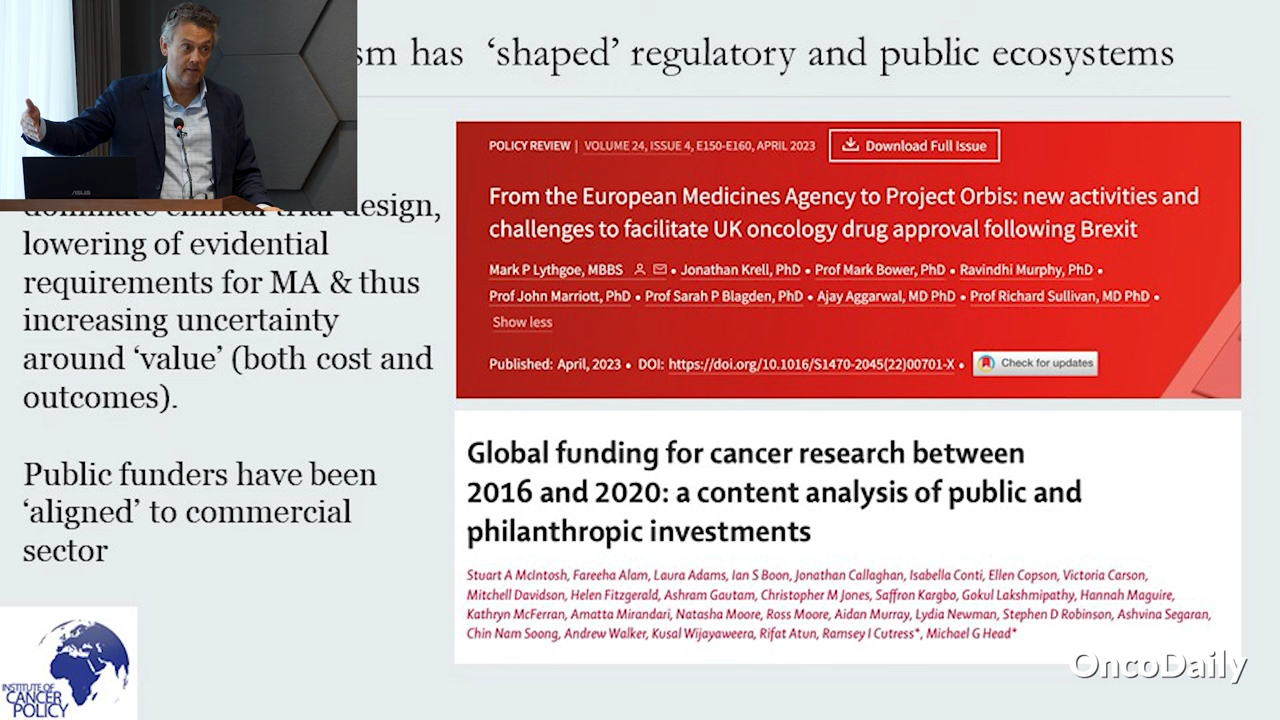 sm has ‘shaped’ regulatory and public ecosystems
ASUS
dominate clinical trial design,
lowering of evidential
requirements for MA & thus
increasing uncertainty
around ‘value’ (both cost and
outcomes).
Public funders have been
‘aligned’ to commercial
sector
POLICY REVIEW | VOLUME 24, ISSUE 4, E150-E160, APRIL 2023
Download Full Issue
From the European Medicines Agency to Project Orbis: new activities and
challenges to facilitate UK oncology drug approval following Brexit
Mark P Lythgoe, MBBS • Jonathan Krell, PhD • Prof Mark Bower, PhD • Ravindhi Murphy, PhD •
Prof John Marriott, PhD • Prof Sarah P Blagden, PhD • Ajay Aggarwal, MD PhD • Prof Richard Sullivan, MD PhD •
Show less
Published: April, 2023 • DOI: https://doi.org/10.1016/S1470-2045(22)00701-X •
Check for updates
Global funding for cancer research between
2016 and 2020: a content analysis of public and
philanthropic investments
Stuart A McIntosh, Fareeha Alam, Laura Adams, Ian S Boon, Jonathan Callaghan, Isabella Conti, Ellen Copson, Victoria Carson,
Mitchell Davidson, Helen Fitzgerald, Ashram Gautam, Christopher M Jones, Saffron Kargbo, Gokul Lakshmipathy, Hannah Maguire,
Kathryn McFerran, Amatta Mirandari, Natasha Moore, Ross Moore, Aidan Murray, Lydia Newman, Stephen D Robinson, Ashvina Segaran,
Chin Nam Soong, Andrew Walker, Kusal Wijayaweera, Rifat Atun, Ramsey I Cutress*, Michael G Head*
INSTITUTE OF
CANCER
POLICY
OncoDaily